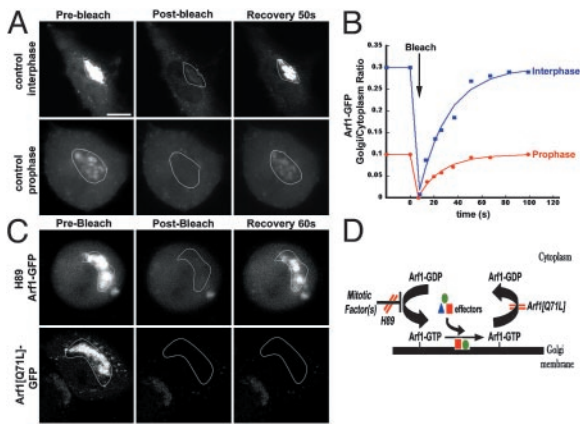 A
Pre-bleach Post-bleach Recovery 50s
control
interphase
control
prophase
B
Bleach
Arf1-GFP
Golgi/Cytoplasm Ratio
0.35
0.3
0.25
0.2
0.15
0.1
0.05
0
Interphase
Prophase
0 20 40 60 80 100 120
time (s)
C
Pre-Bleach Post-Bleach Recovery 60s
H89
Arf1-GFP
Arf1[Q71L]-
GFP
D
Cytoplasm
Arf1-GDP Arf1-GDP
Mitotic
Factor(s)
H89
effectors
Arf1[Q71L]
Arf1-GTP Arf1-GTP
Golgi
membrane